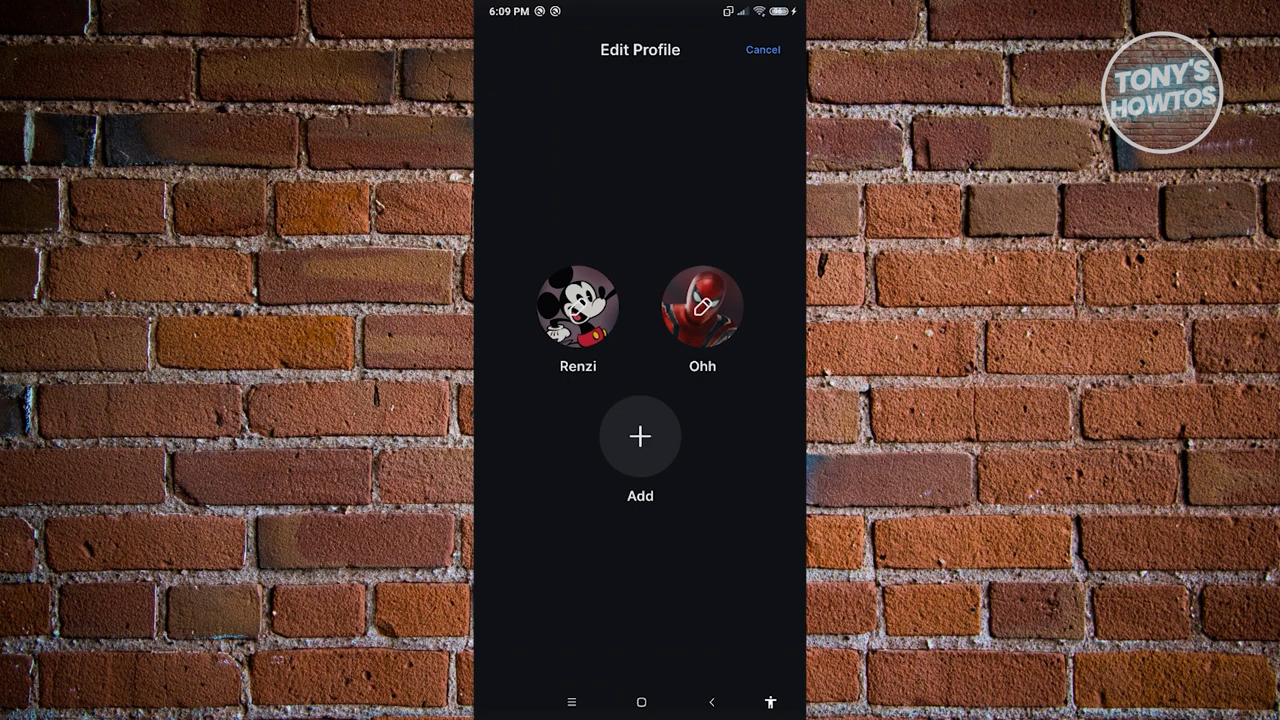 6:09 PM
Edit Profile
Cancel
TONY'S
HOWTOS
Renzi
Ohh
Add